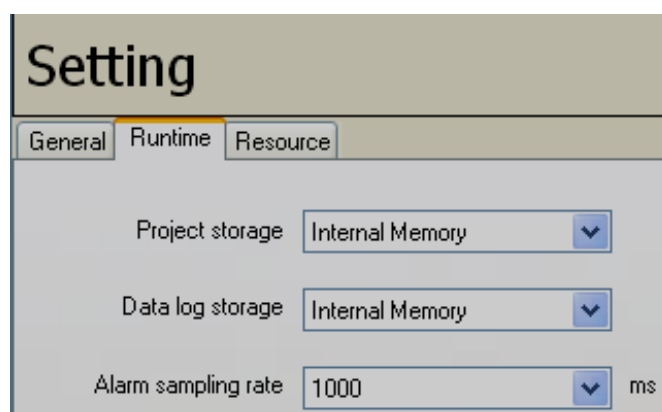 Setting
General Runtime Resource
Project storage Internal Memory
Data log storage Internal Memory
Alarm sampling rate 1000 ms